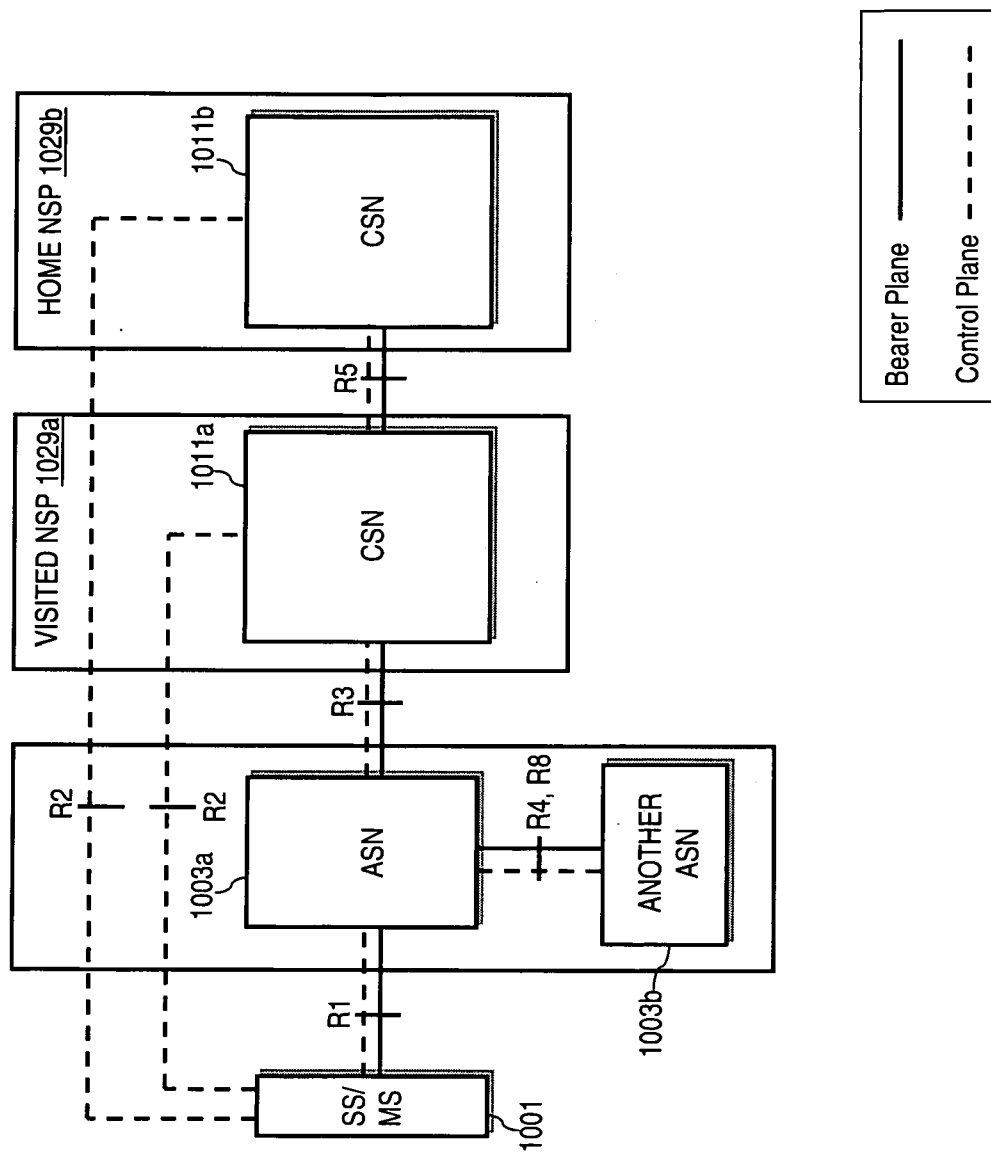 HOME NSP 1029b
1011b
CSN
R5
VISITED NSP 1029a
1011a
CSN
R3
R2
R2
1003a
ASN
R4, R8
ANOTHER
ASN
1003b
R1
SS/
MS
1001
Bearer Plane
Control Plane